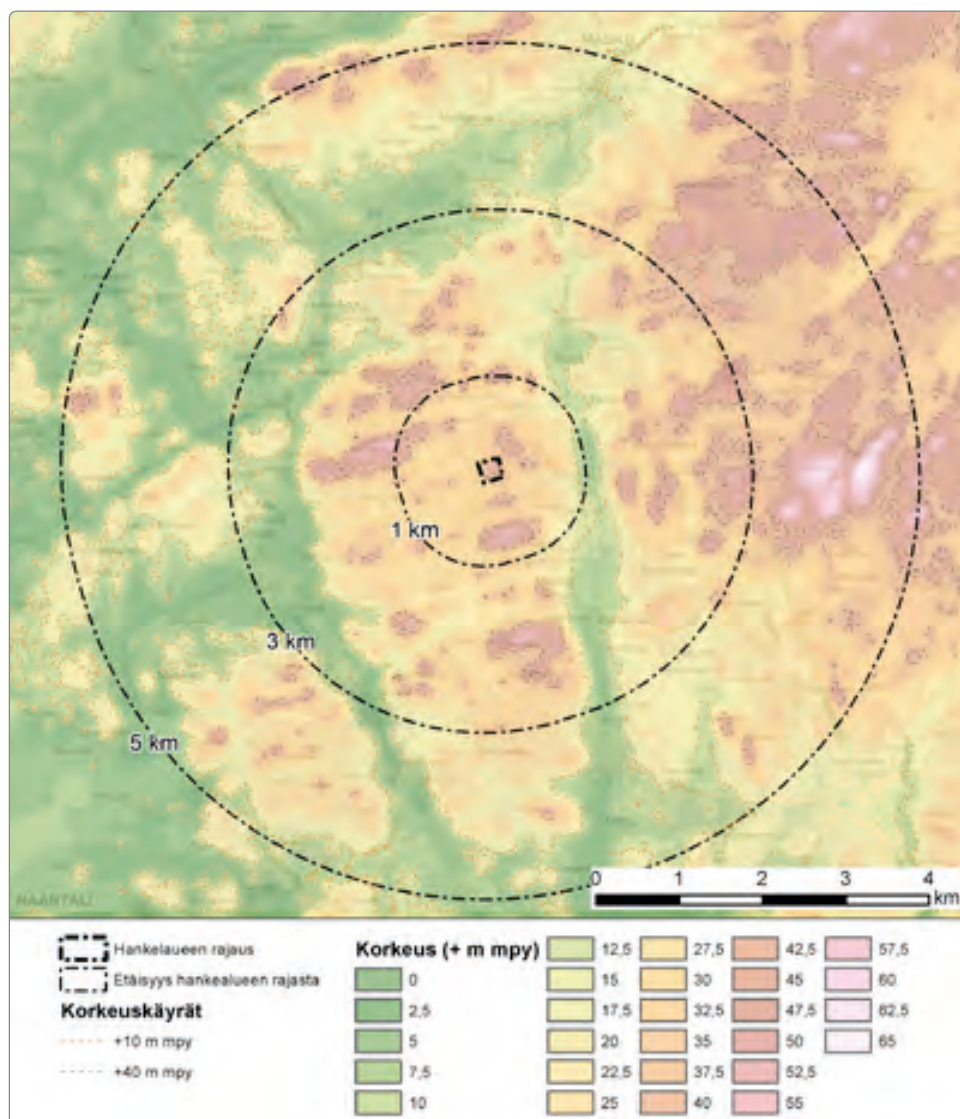 MASKU
1 km
3 km
5 km
NAANTALI
0 1 2 3 4
km
Hankelaueen rajaus
Etäisyys hankealueen rajasta
Korkeuskäyrät
+10 m mpy
+40 m mpy
Korkeus (+ m mpy)
0
2,5
5
7,5
10
12,5
15
17,5
20
22,5
25
27,5
30
32,5
35
37,5
40
42,5
45
47,5
50
52,5
55
57,5
60
62,5
65